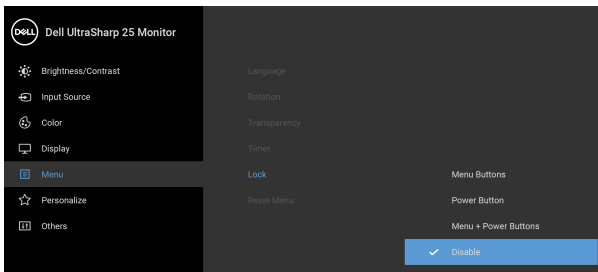 DELL Dell UltraSharp 25 Monitor
Brightness/Contrast
Input Source
Color
Display
Menu
Personalize
Others
Language
Rotation
Transparency
Timer
Lock
Reset Menu
Menu Buttons
Power Button
Menu + Power Buttons
Disable